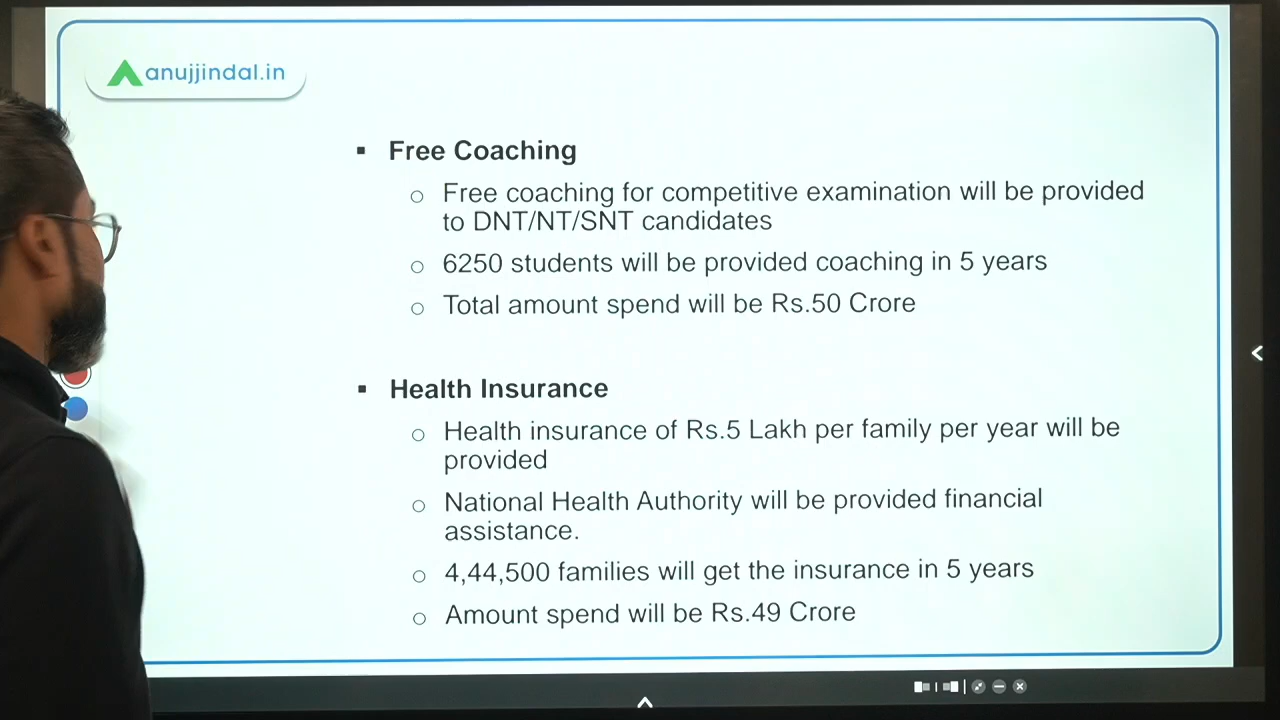 anujjindal.in
▪ Free Coaching
○ Free coaching for competitive examination will be provided
to DNT/NT/SNT candidates
○ 6250 students will be provided coaching in 5 years
○ Total amount spend will be Rs.50 Crore
▪ Health Insurance
○ Health insurance of Rs.5 Lakh per family per year will be
provided
○ National Health Authority will be provided financial
assistance.
○ 4,44,500 families will get the insurance in 5 years
○ Amount spend will be Rs.49 Crore